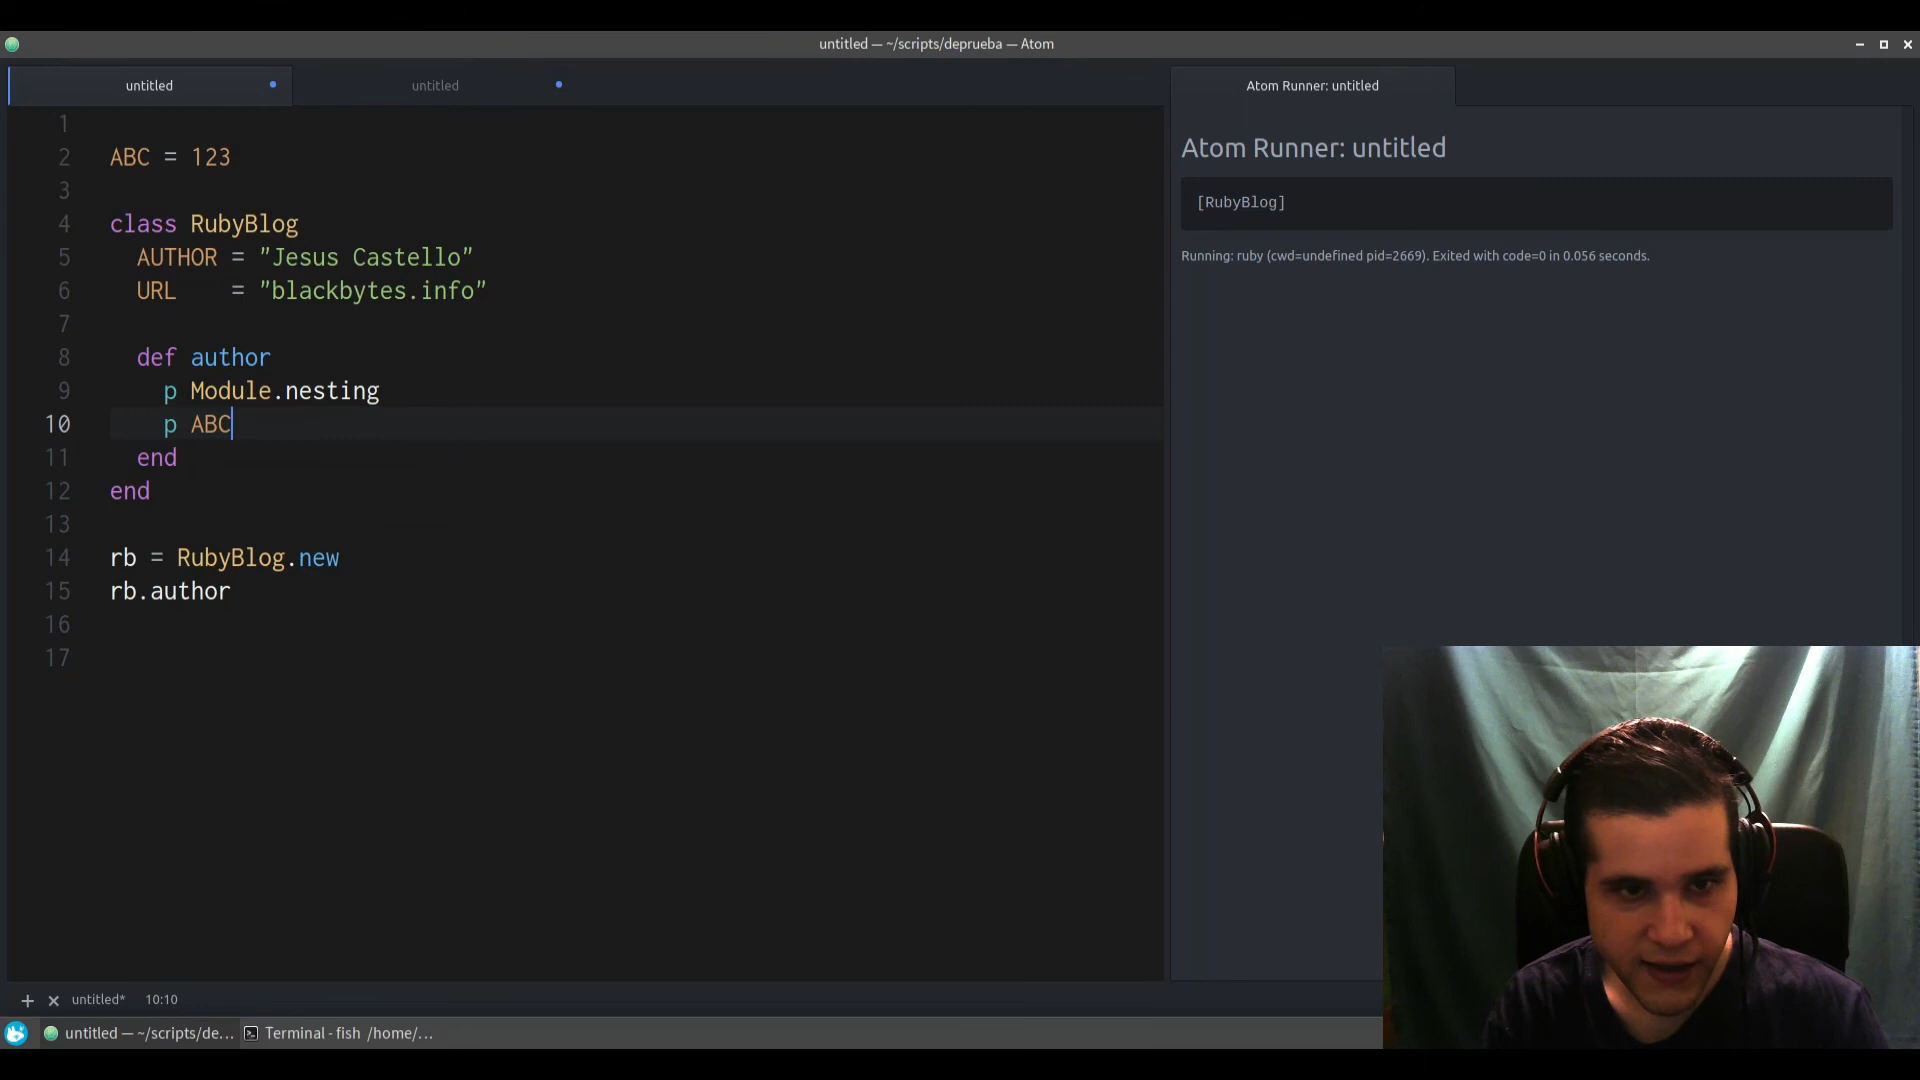 untitled — ~/scripts/deprueba — Atom
untitled
untitled
Atom Runner: untitled
1
2 ABC = 123
3
4 class RubyBlog
5 AUTHOR = "Jesus Castello"
6 URL    = "blackbytes.info"
7
8 def author
9 p Module.nesting
10 p ABC
11 end
12 end
13
14 rb = RubyBlog.new
15 rb.author
16
17
Atom Runner: untitled
[RubyBlog]
Running: ruby (cwd=undefined pid=2669). Exited with code=0 in 0.056 seconds.
untitled* 10:10
untitled — ~/scripts/de... Terminal - fish /home/...